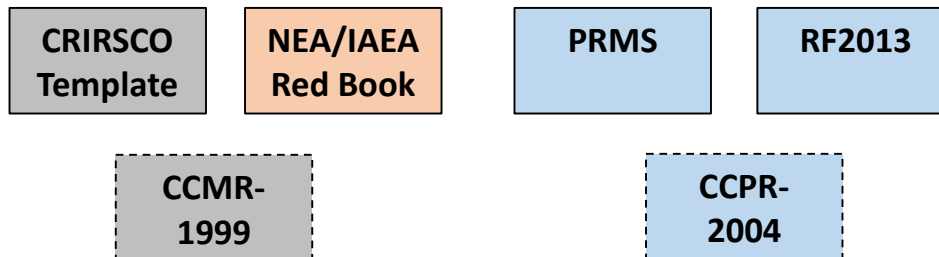 CRIRSCO
Template
NEA/IAEA
Red Book
PRMS
RF2013
CCMR-
1999
CCPR-
2004